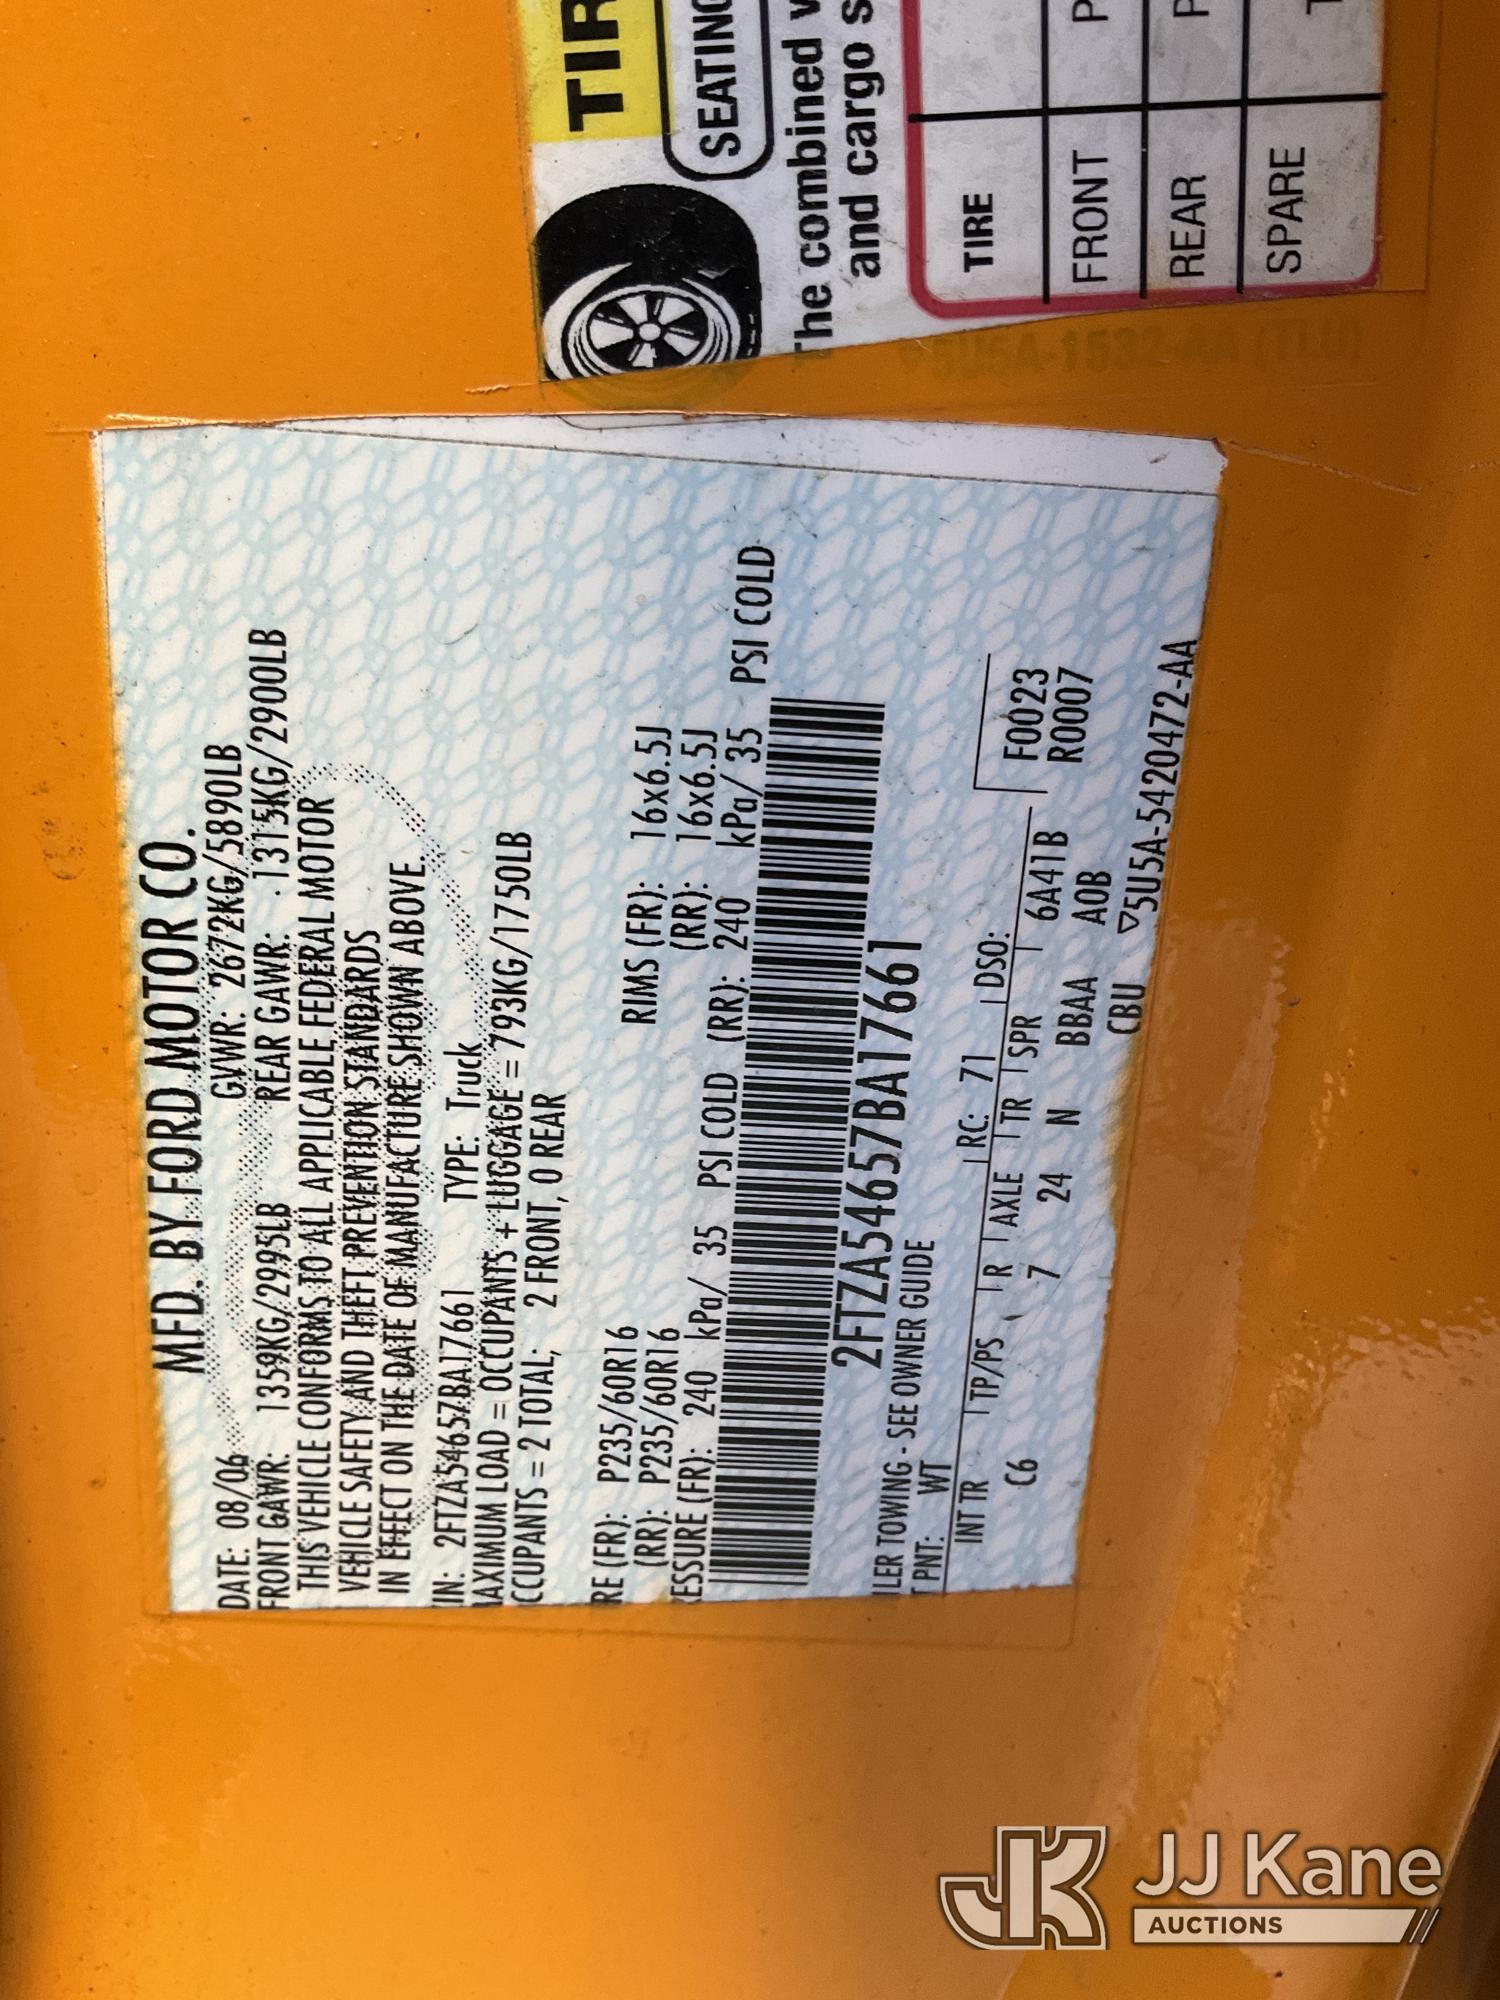 MFD. BY FORD MOTOR CO.
DATE: 08/06 GVWR: 2672KG/5890LB
FRONT GAWR: 1359KG/2995LB REAR GAWR: 1315KG/2900LB
THIS VEHICLE CONFORMS TO ALL APPLICABLE FEDERAL MOTOR
VEHICLE SAFETY AND THEFT PREVENTION STANDARDS
IN EFFECT ON THE DATE OF MANUFACTURE SHOWN ABOVE.
IN: 2FTZA54657BA17661 TYPE: Truck
AXIMUM LOAD = OCCUPANTS + LUGGAGE = 793KG/1750LB
CCUPANTS = 2 TOTAL; 2 FRONT, 0 REAR
RE (FR): P235/60R16 RIMS (FR): 16x6.5J
(RR): P235/60R16 (RR): 16x6.5J
ESSURE (FR): 240 kPa/ 35 PSI COLD (RR): 240 kPa/ 35 PSI COLD
2FTZA54657BA17661
LER TOWING - SEE OWNER GUIDE
T PNT: WT RC: 71 DSO:
INT TR TP/PS R AXLE TR SPR F0023
C6 7 24 N BBAA 6A41B A0B R0007
CBU ▽5U5A-5420472-AA
TIR
SEATING
The combined w
and cargo s
TIRE
FRONT P
REAR P
SPARE T
JK JJ Kane
AUCTIONS